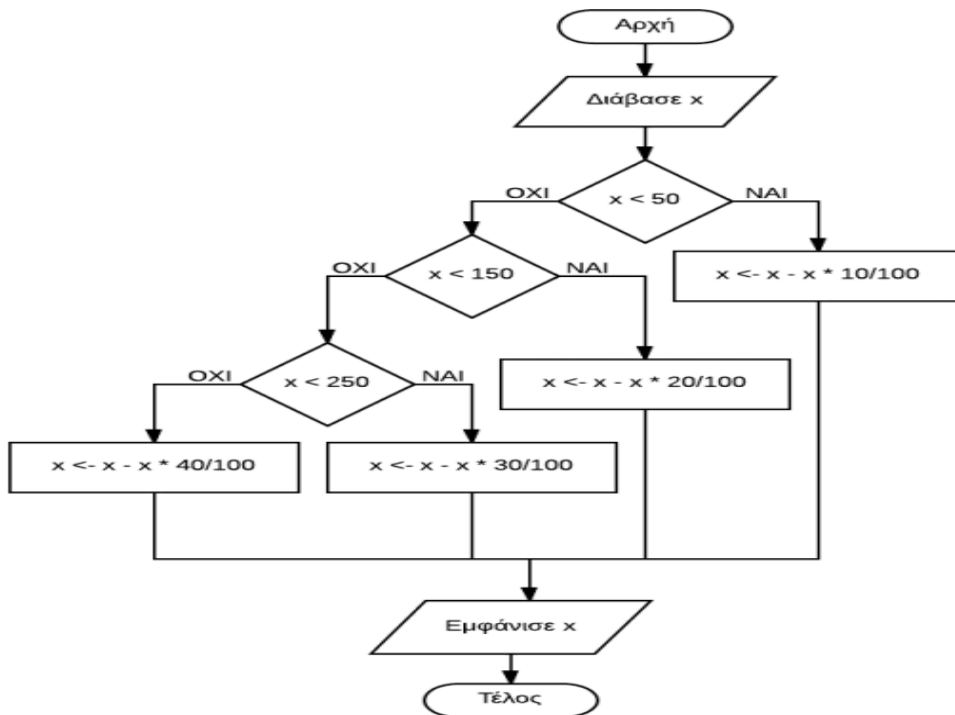 Αρχή
Διάβασε x
x < 50
ΟΧΙ
ΝΑΙ
x < 150
ΟΧΙ
ΝΑΙ
x <- x - x * 10/100
x < 250
ΟΧΙ
ΝΑΙ
x <- x - x * 20/100
x <- x - x * 40/100
x <- x - x * 30/100
Εμφάνισε x
Τέλος